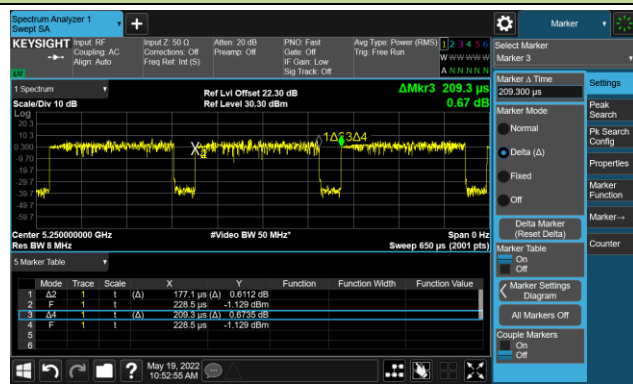 Spectrum Analyzer 1
Swept SA
+
Marker
KEYSIGHT Input: RF Input Z: 50 Ω Atten: 20 dB PNO: Fast Avg Type: Power (RMS) 1 2 3 4 5 6
Coupling: AC Corrections: Off Preamp: Off Gate: Off Trig: Free Run W W W W W W
Align: Auto Freq Ref: Int (S) IF Gain: Low A N N N N N
Sig Track: Off
Select Marker
Marker 3
1 Spectrum
Scale/Div 10 dB
Ref Lvl Offset 22.30 dB
Ref Level 30.30 dBm
ΔMkr3 209.3 µs
0.67 dB
Log
20.3
10.3
0.300
-9.70
-19.7
-29.7
-39.7
-49.7
-59.7
Center 5.250000000 GHz #Video BW 50 MHz* Span 0 Hz
Res BW 8 MHz Sweep 650 µs (2001 pts)
5 Marker Table
Mode Trace Scale X Y Function Function Width Function Value
1 Δ2 1 t (Δ) 177.1 µs (Δ) 0.6112 dB
2 F 1 t 228.5 µs -1.129 dBm
3 Δ4 1 t (Δ) 209.3 µs (Δ) 0.6735 dB
4 F 1 t 228.5 µs -1.129 dBm
5
6
Marker Δ Time
209.300 µs
Marker Mode
Normal
Delta (Δ)
Fixed
Off
Delta Marker
(Reset Delta)
Marker Table
On
Off
Marker Settings
Diagram
All Markers Off
Couple Markers
On
Off
Settings
Peak
Search
Pk Search
Config
Properties
Marker
Function
Marker→
Counter
?
May 19, 2022
10:52:55 AM